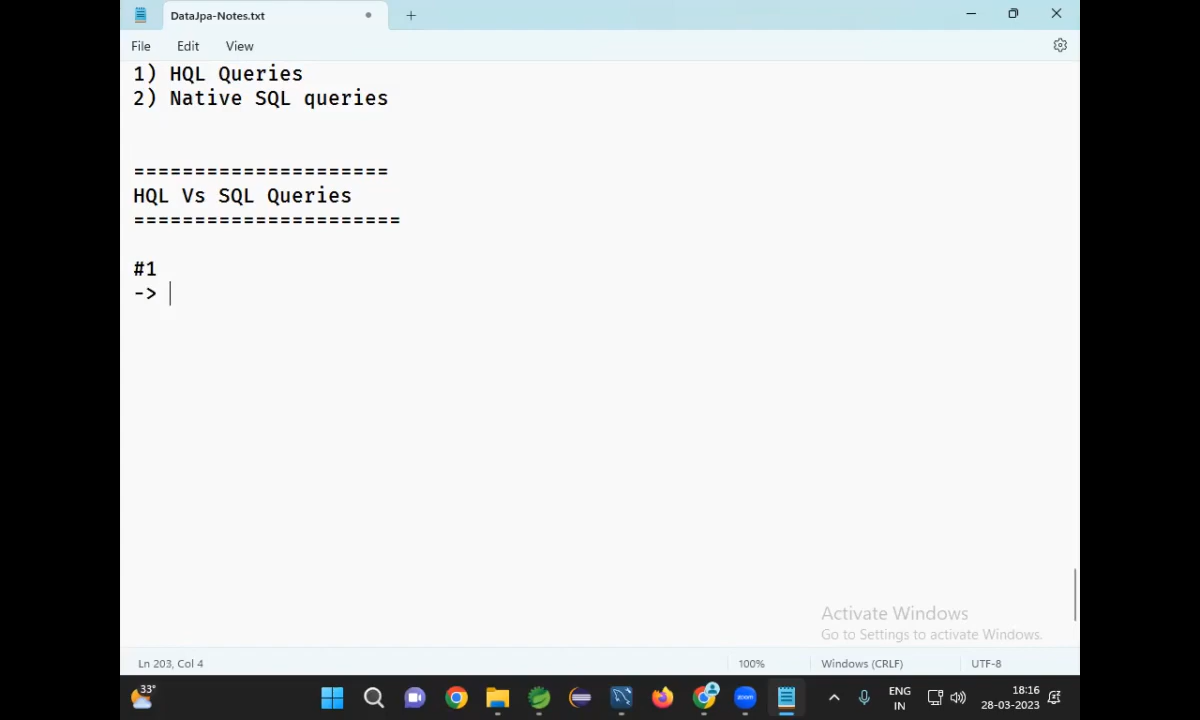 DataJpa-Notes.txt
File Edit View
1) HQL Queries
2) Native SQL queries
=====================
HQL Vs SQL Queries
======================
#1
->
Activate Windows
Go to Settings to activate Windows.
Ln 203, Col 4 100% Windows (CRLF) UTF-8
33° zoom ENG 18:16
IN 28-03-2023